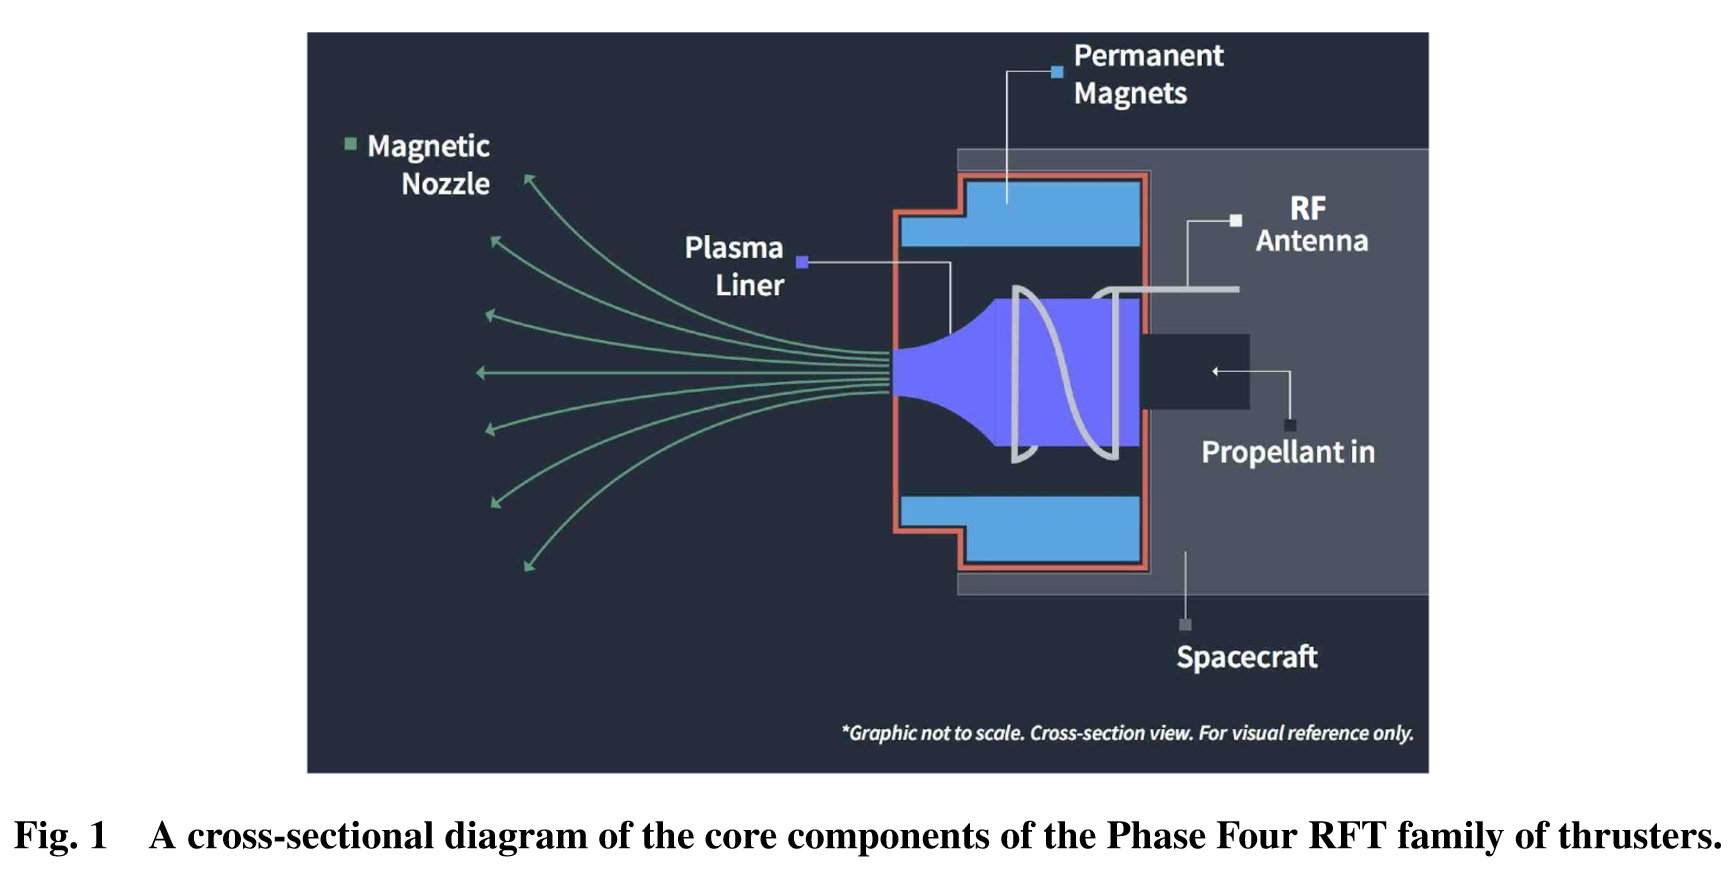 Permanent
Magnets
Magnetic
Nozzle
RF
Antenna
Plasma
Liner
Propellant in
Spacecraft
*Graphic not to scale. Cross-section view. For visual reference only.
Fig. 1 A cross-sectional diagram of the core components of the Phase Four RFT family of thrusters.